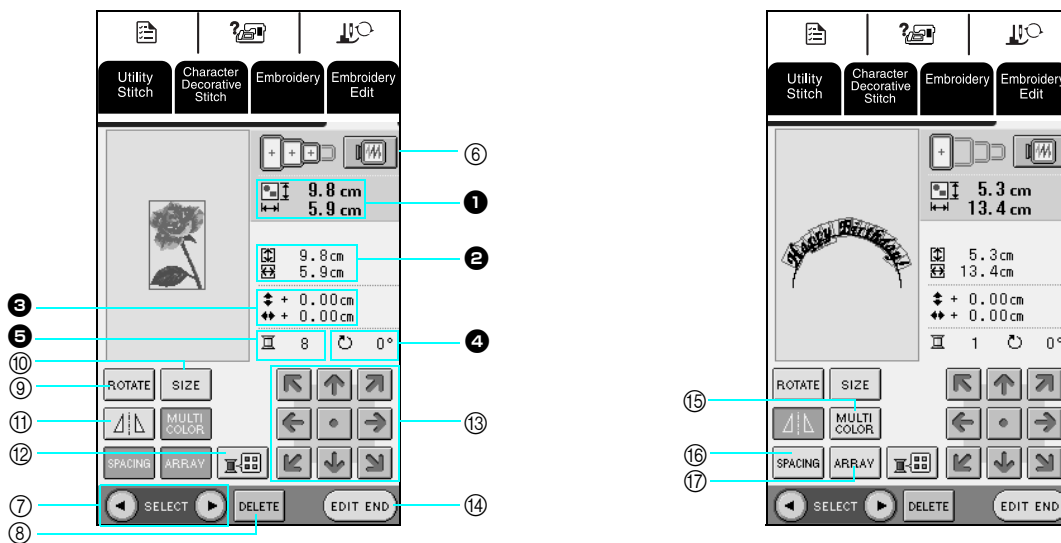 ?
?
Utility
Stitch
Character
Decorative
Stitch
Embroidery
Embroidery
Edit
Utility
Stitch
Character
Decorative
Stitch
Embroidery
Embroidery
Edit
⑥
9.8 cm
5.9 cm
❶
5.3 cm
13.4 cm
Happy Birthday!
9.8cm
5.9cm
❷
5.3cm
13.4cm
❸
+ 0.00cm
+ 0.00cm
+ 0.00cm
+ 0.00cm
❺
8
0°
❹
1
0°
⑩
⑨
ROTATE
SIZE
ROTATE
SIZE
⑮
⑪
MULTI
COLOR
⑬
MULTI
COLOR
⑫
SPACING
ARRAY
⑯
SPACING
ARRAY
⑰
⑦
SELECT
DELETE
EDIT END
⑭
SELECT
DELETE
EDIT END
⑧